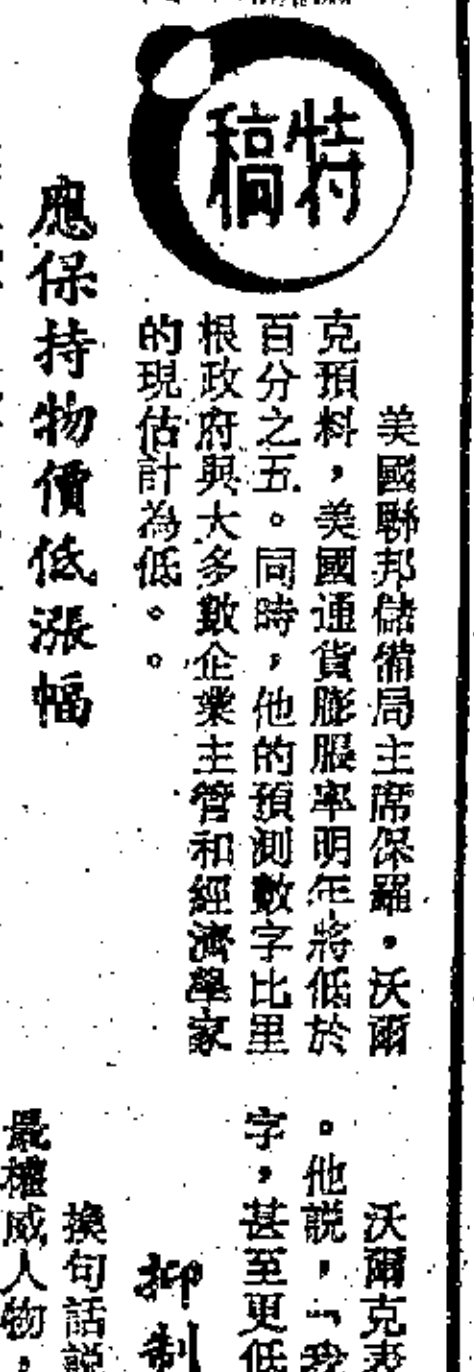 特稿
美國聯邦儲備局主席保羅・沃爾
克預料，美國通貨膨脹率明年將低於
百分之五。同時，他的預測數字比里
根政府與大多數企業主管和經濟學家
的現估計為低。。
應保持物價低漲幅
沃爾克表
。他説，「我
字，甚至更低
抑制
換句話説
最權威人物，